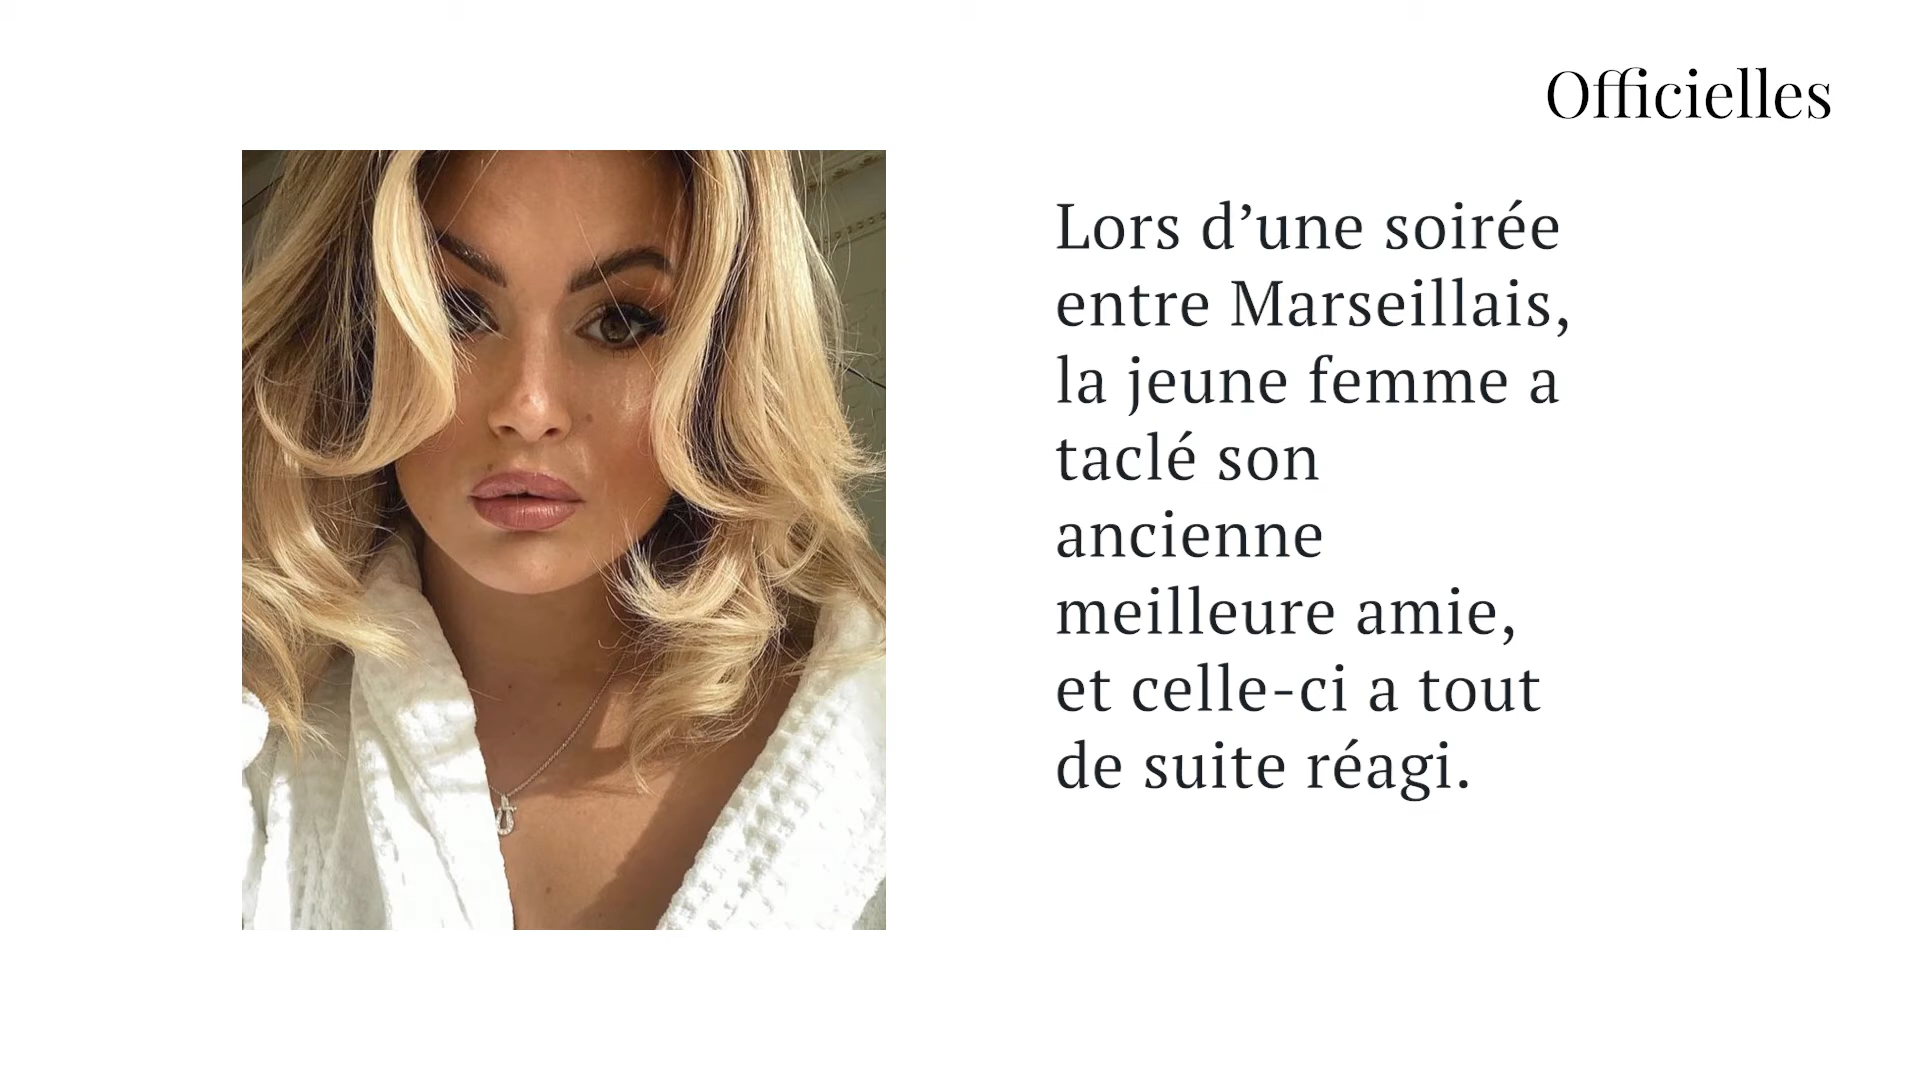 Officielles
Lors d’une soirée
entre Marseillais,
la jeune femme a
taclé son
ancienne
meilleure amie,
et celle-ci a tout
de suite réagi.